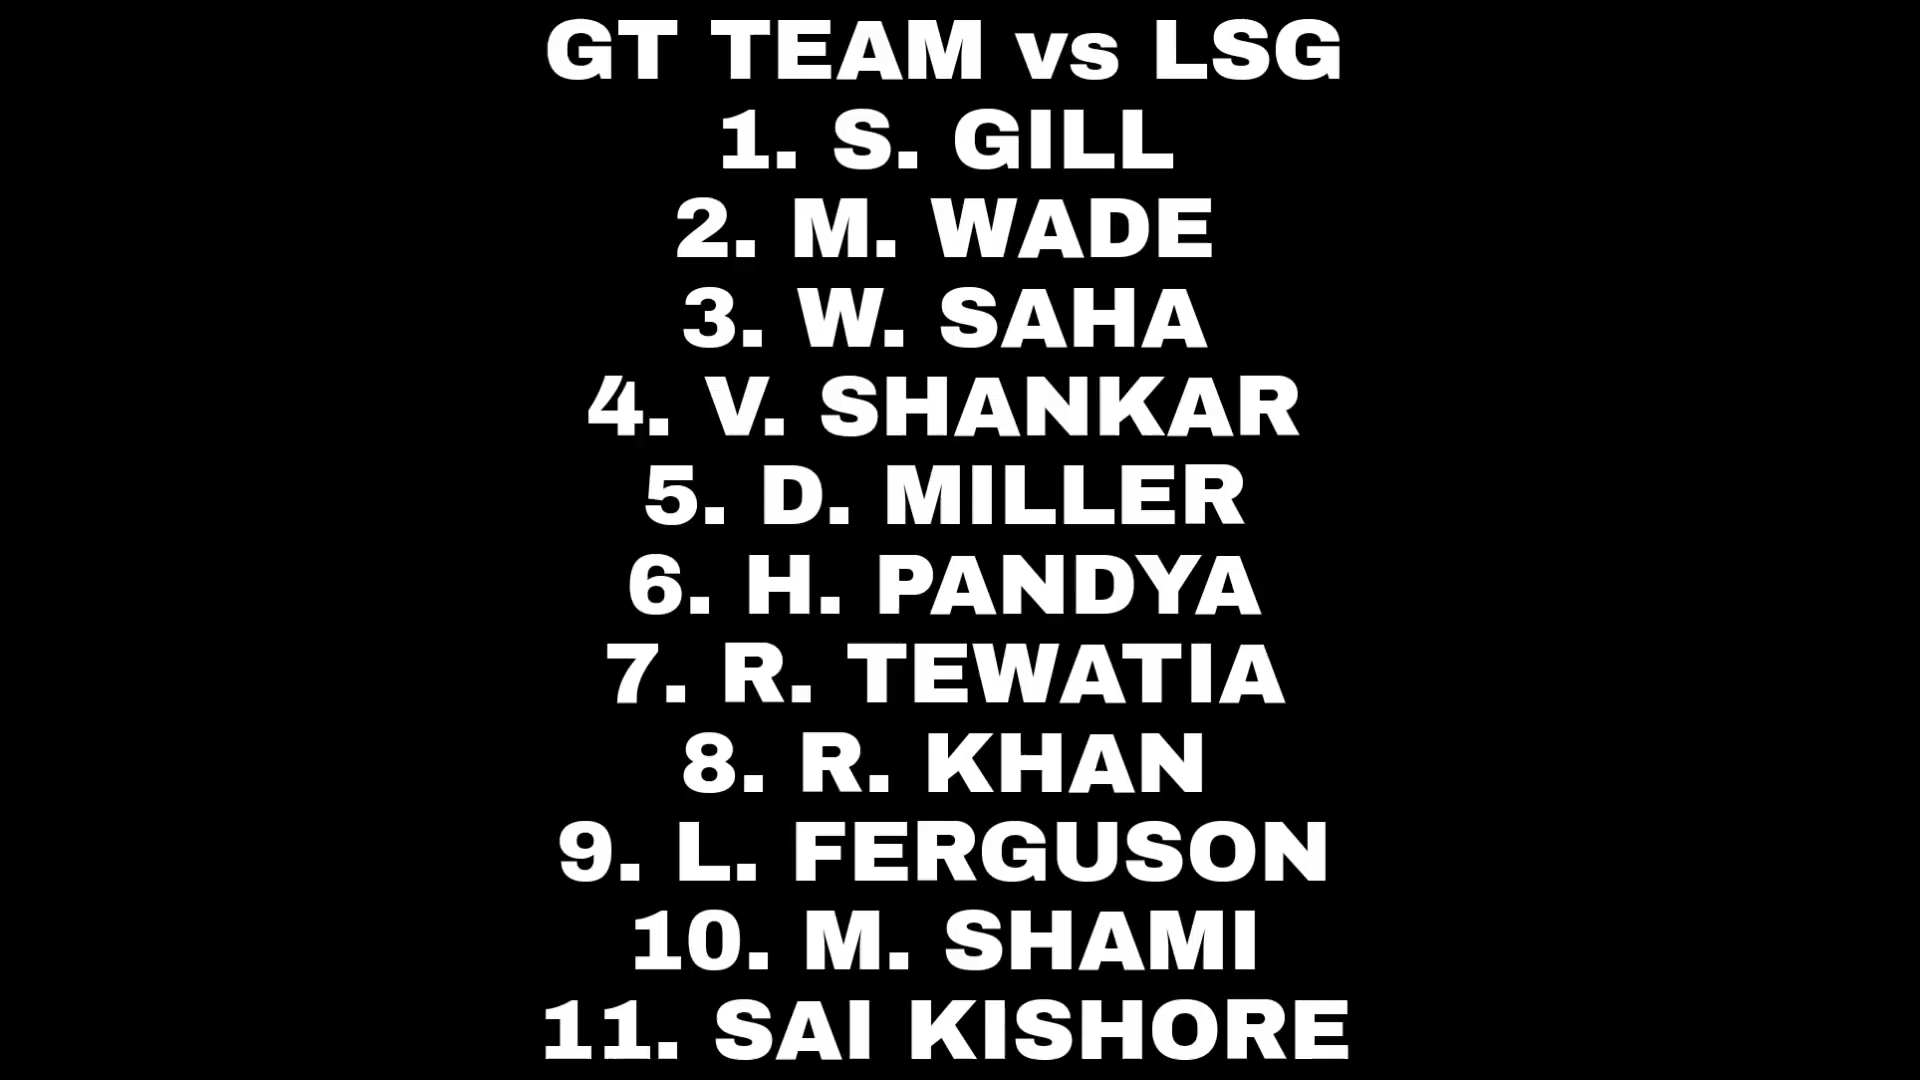 GT TEAM vs LSG
1. S. GILL
2. M. WADE
3. W. SAHA
4. V. SHANKAR
5. D. MILLER
6. H. PANDYA
7. R. TEWATIA
8. R. KHAN
9. L. FERGUSON
10. M. SHAMI
11. SAI KISHORE